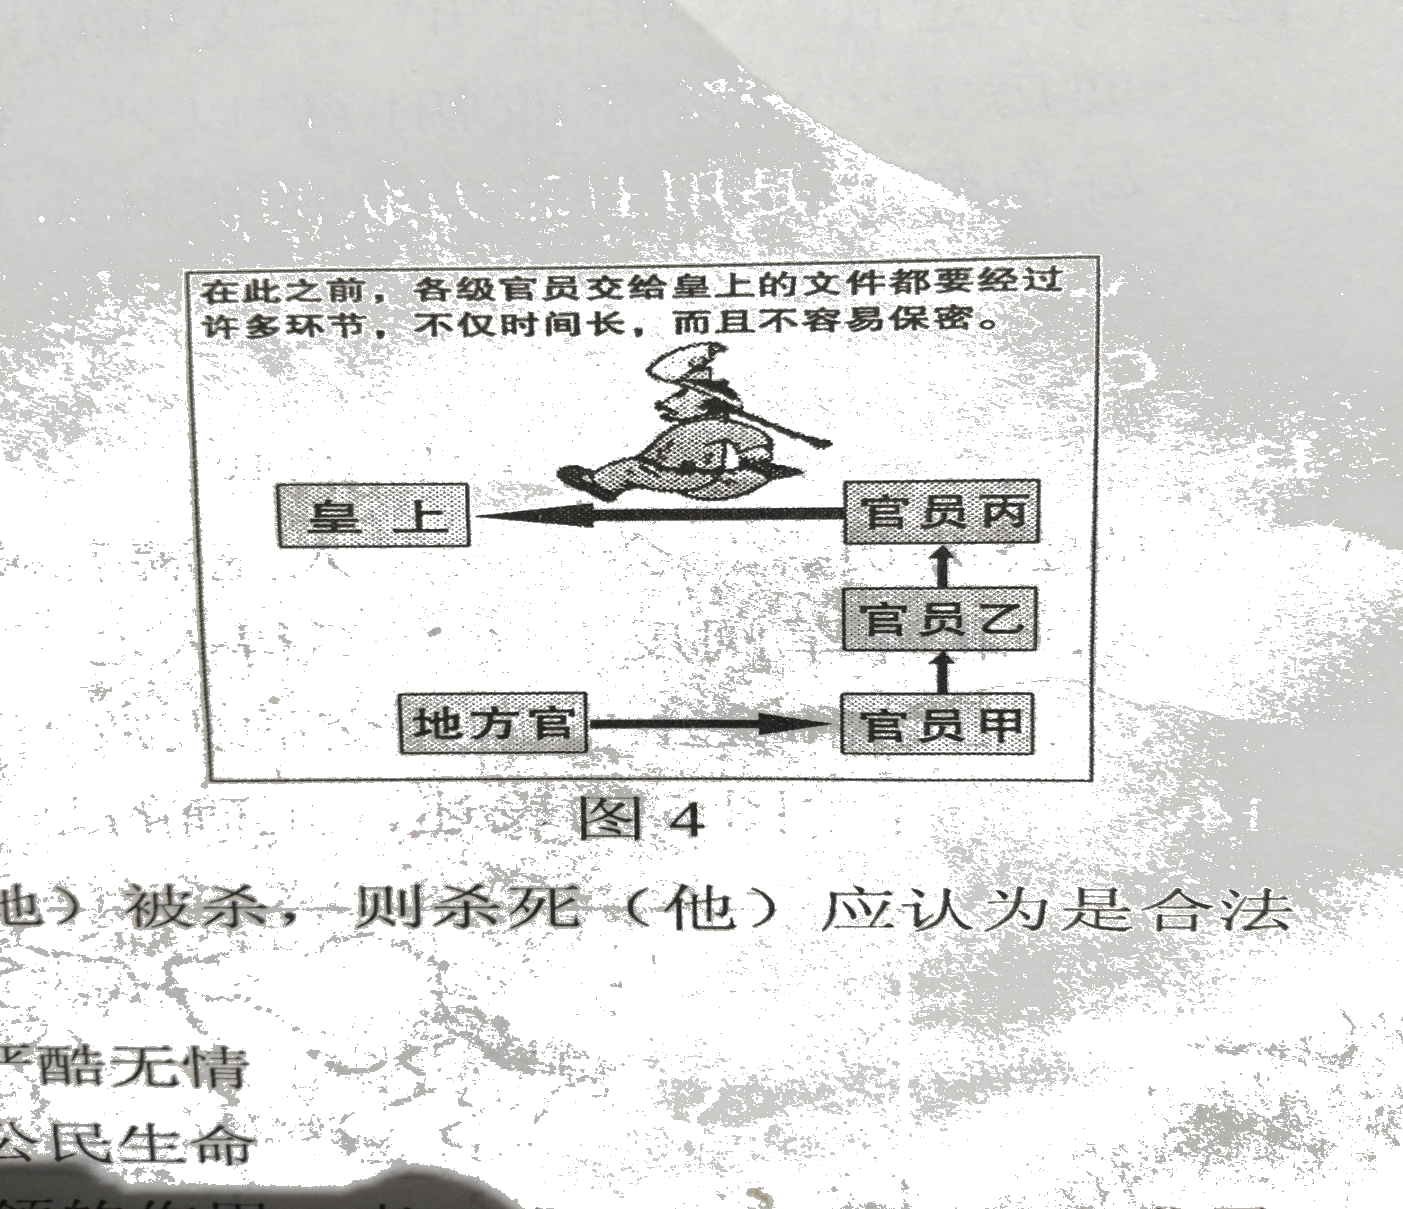 在此之前，各级官员交给皇上的文件都要经过
许多环节，不仅时间长，而且不容易保密。
皇上
官员丙
官员乙
地方官
官员甲
图 4
）被杀，则杀死（他）应认为是合法
酷无情
公民生命